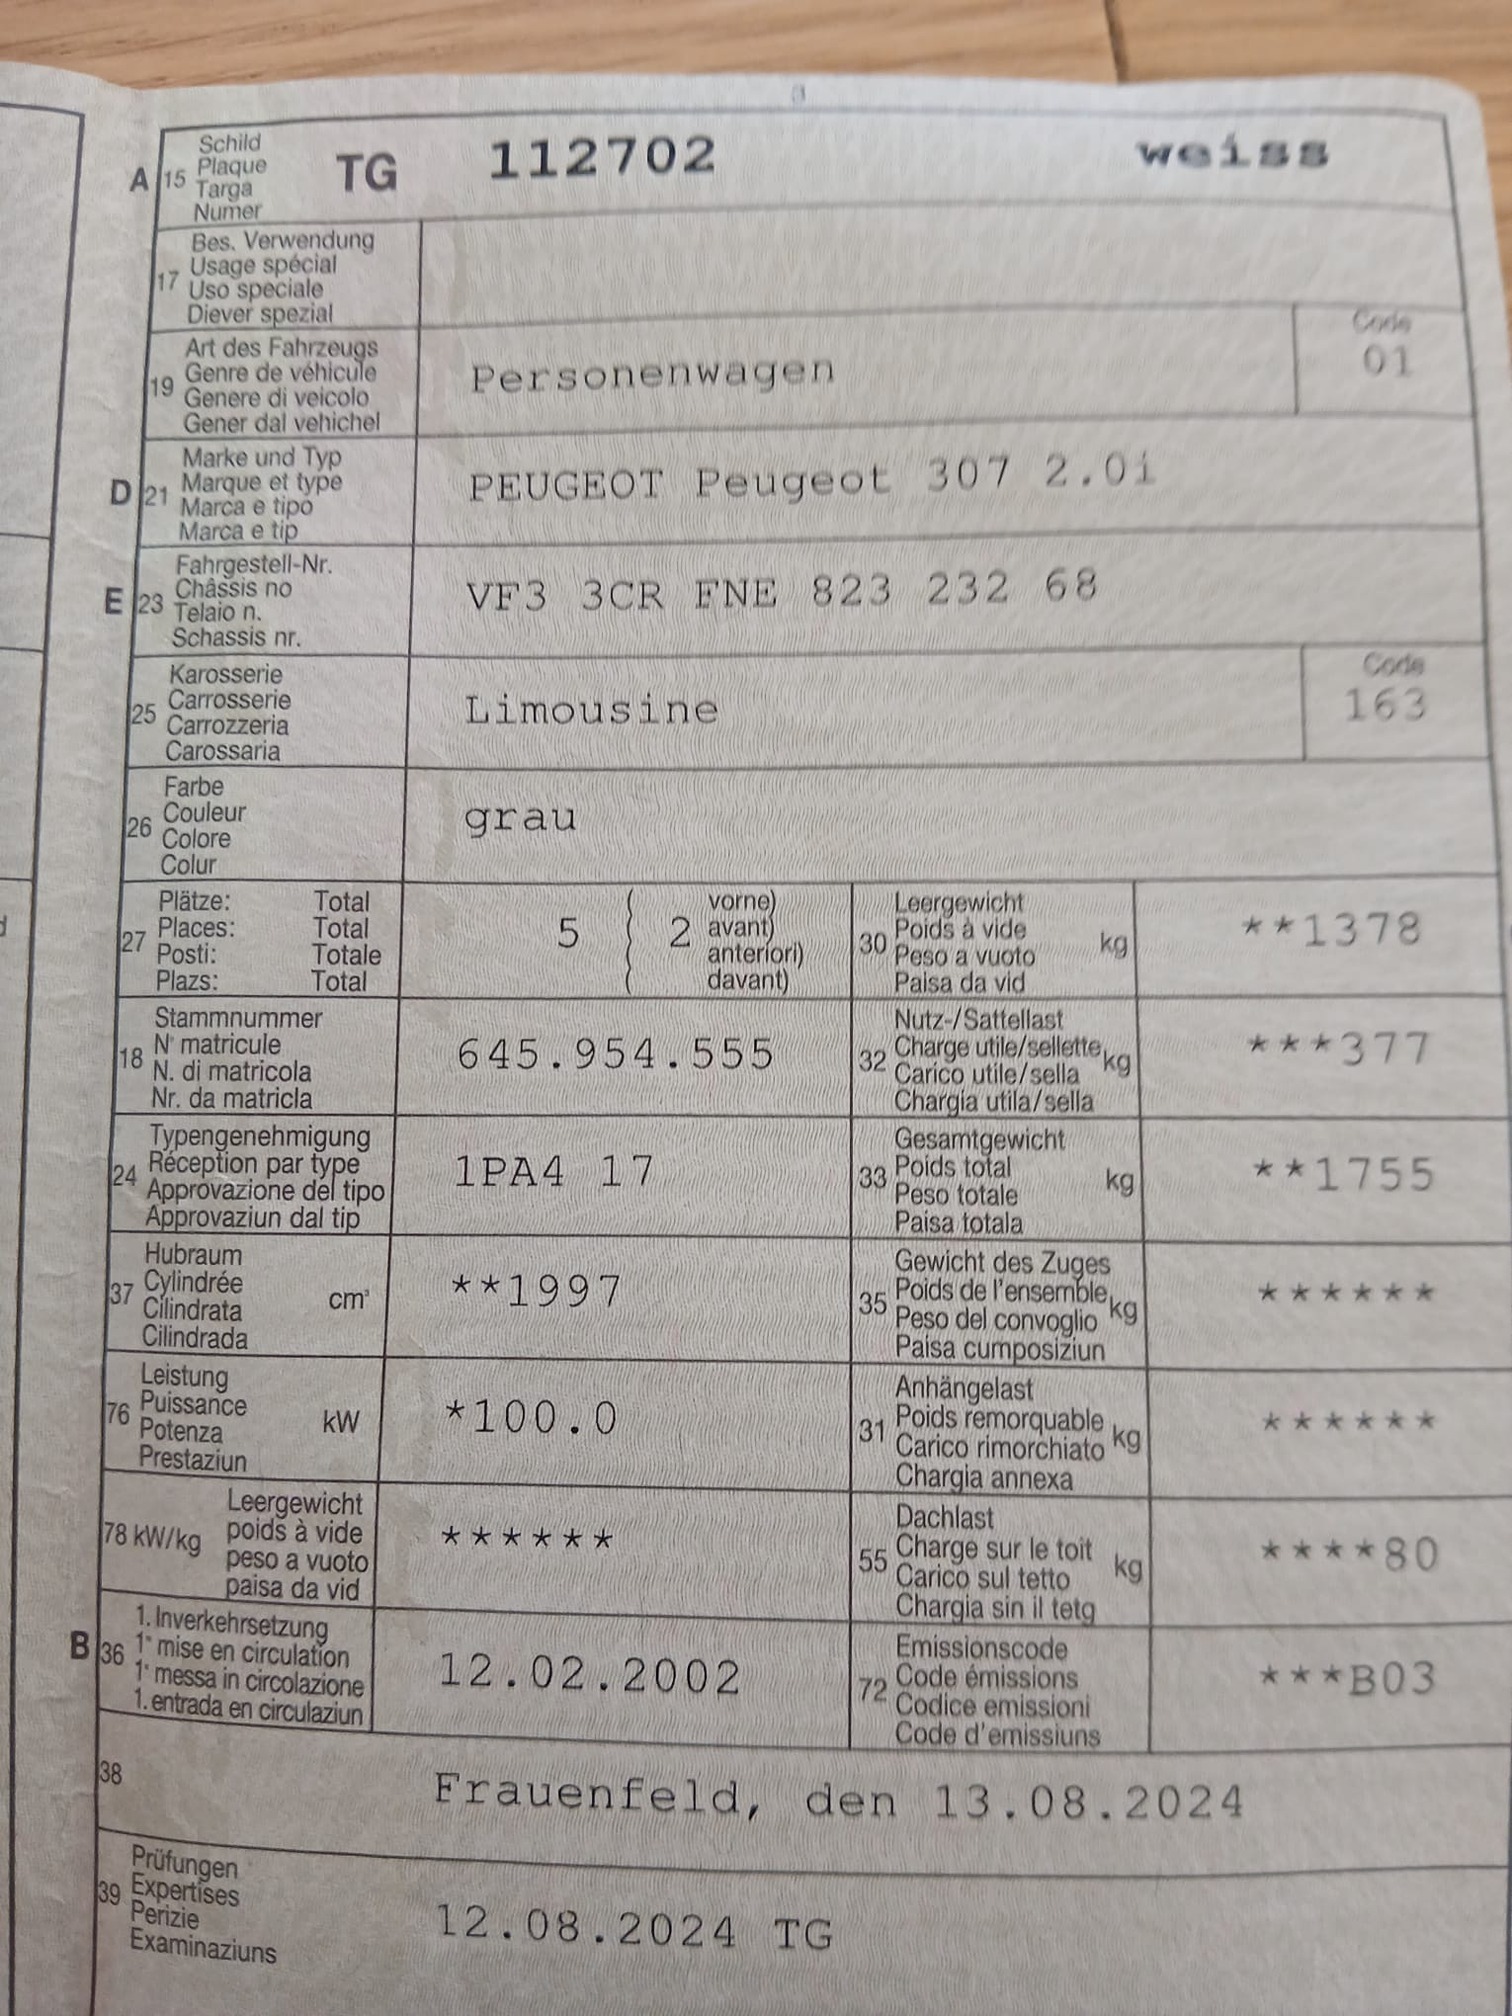 3
A 15 Schild Plaque Targa Numer TG 112702 weiss
17 Bes. Verwendung
Usage spécial
Uso speciale
Diever spezial
19 Art des Fahrzeugs
Genre de véhicule
Genere di veicolo
Gener dal vehichel
Personenwagen
Code
01
D 21 Marke und Typ
Marque et type
Marca e tipo
Marca e tip
PEUGEOT Peugeot 307 2.0i
E 23 Fahrgestell-Nr.
Châssis no
Telaio n.
Schassis nr.
VF3 3CR FNE 823 232 68
25 Karosserie
Carrosserie
Carrozzeria
Carossaria
Limousine
Code
163
26 Farbe
Couleur
Colore
Colur
grau
27 Plätze: Total
Places: Total
Posti: Totale
Plazs: Total
5 ( 2 vorne)
avant)
anteriori)
davant)
30 Leergewicht
Poids à vide
Peso a vuoto
Paisa da vid
kg
**1378
18 Stammnummer
N° matricule
N. di matricola
Nr. da matricla
645.954.555
32 Nutz-/Sattellast
Charge utile/sellette
Carico utile/sella
Chargia utila/sella
kg
***377
24 Typengenehmigung
Réception par type
Approvazione del tipo
Approvaziun dal tip
1PA4 17
33 Gesamtgewicht
Poids total
Peso totale
Paisa totala
kg
**1755
37 Hubraum
Cylindrée
Cilindrata
Cilindrada
cm³
**1997
35 Gewicht des Zuges
Poids de l'ensemble
Peso del convoglio
Paisa cumposiziun
kg
******
76 Leistung
Puissance
Potenza
Prestaziun
kW
*100.0
31 Anhängelast
Poids remorquable
Carico rimorchiato
Chargia annexa
kg
******
78 kW/kg Leergewicht
poids à vide
peso a vuoto
paisa da vid
******
55 Dachlast
Charge sur le toit
Carico sul tetto
Chargia sin il tetg
kg
****80
B 36 1. Inverkehrsetzung
1° mise en circulation
1° messa in circolazione
1. entrada en circulaziun
12.02.2002
72 Emissionscode
Code émissions
Codice emissioni
Code d'emissiuns
***B03
38 Frauenfeld, den 13.08.2024
39 Prüfungen
Expertises
Perizie
Examinaziuns
12.08.2024 TG